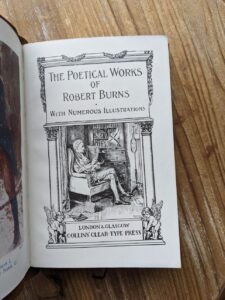 THE POETICAL WORKS
OF
ROBERT BURNS
WITH NUMEROUS ILLUSTRATIONS
LONDON & GLASGOW
COLLINS' CLEAR-TYPE PRESS